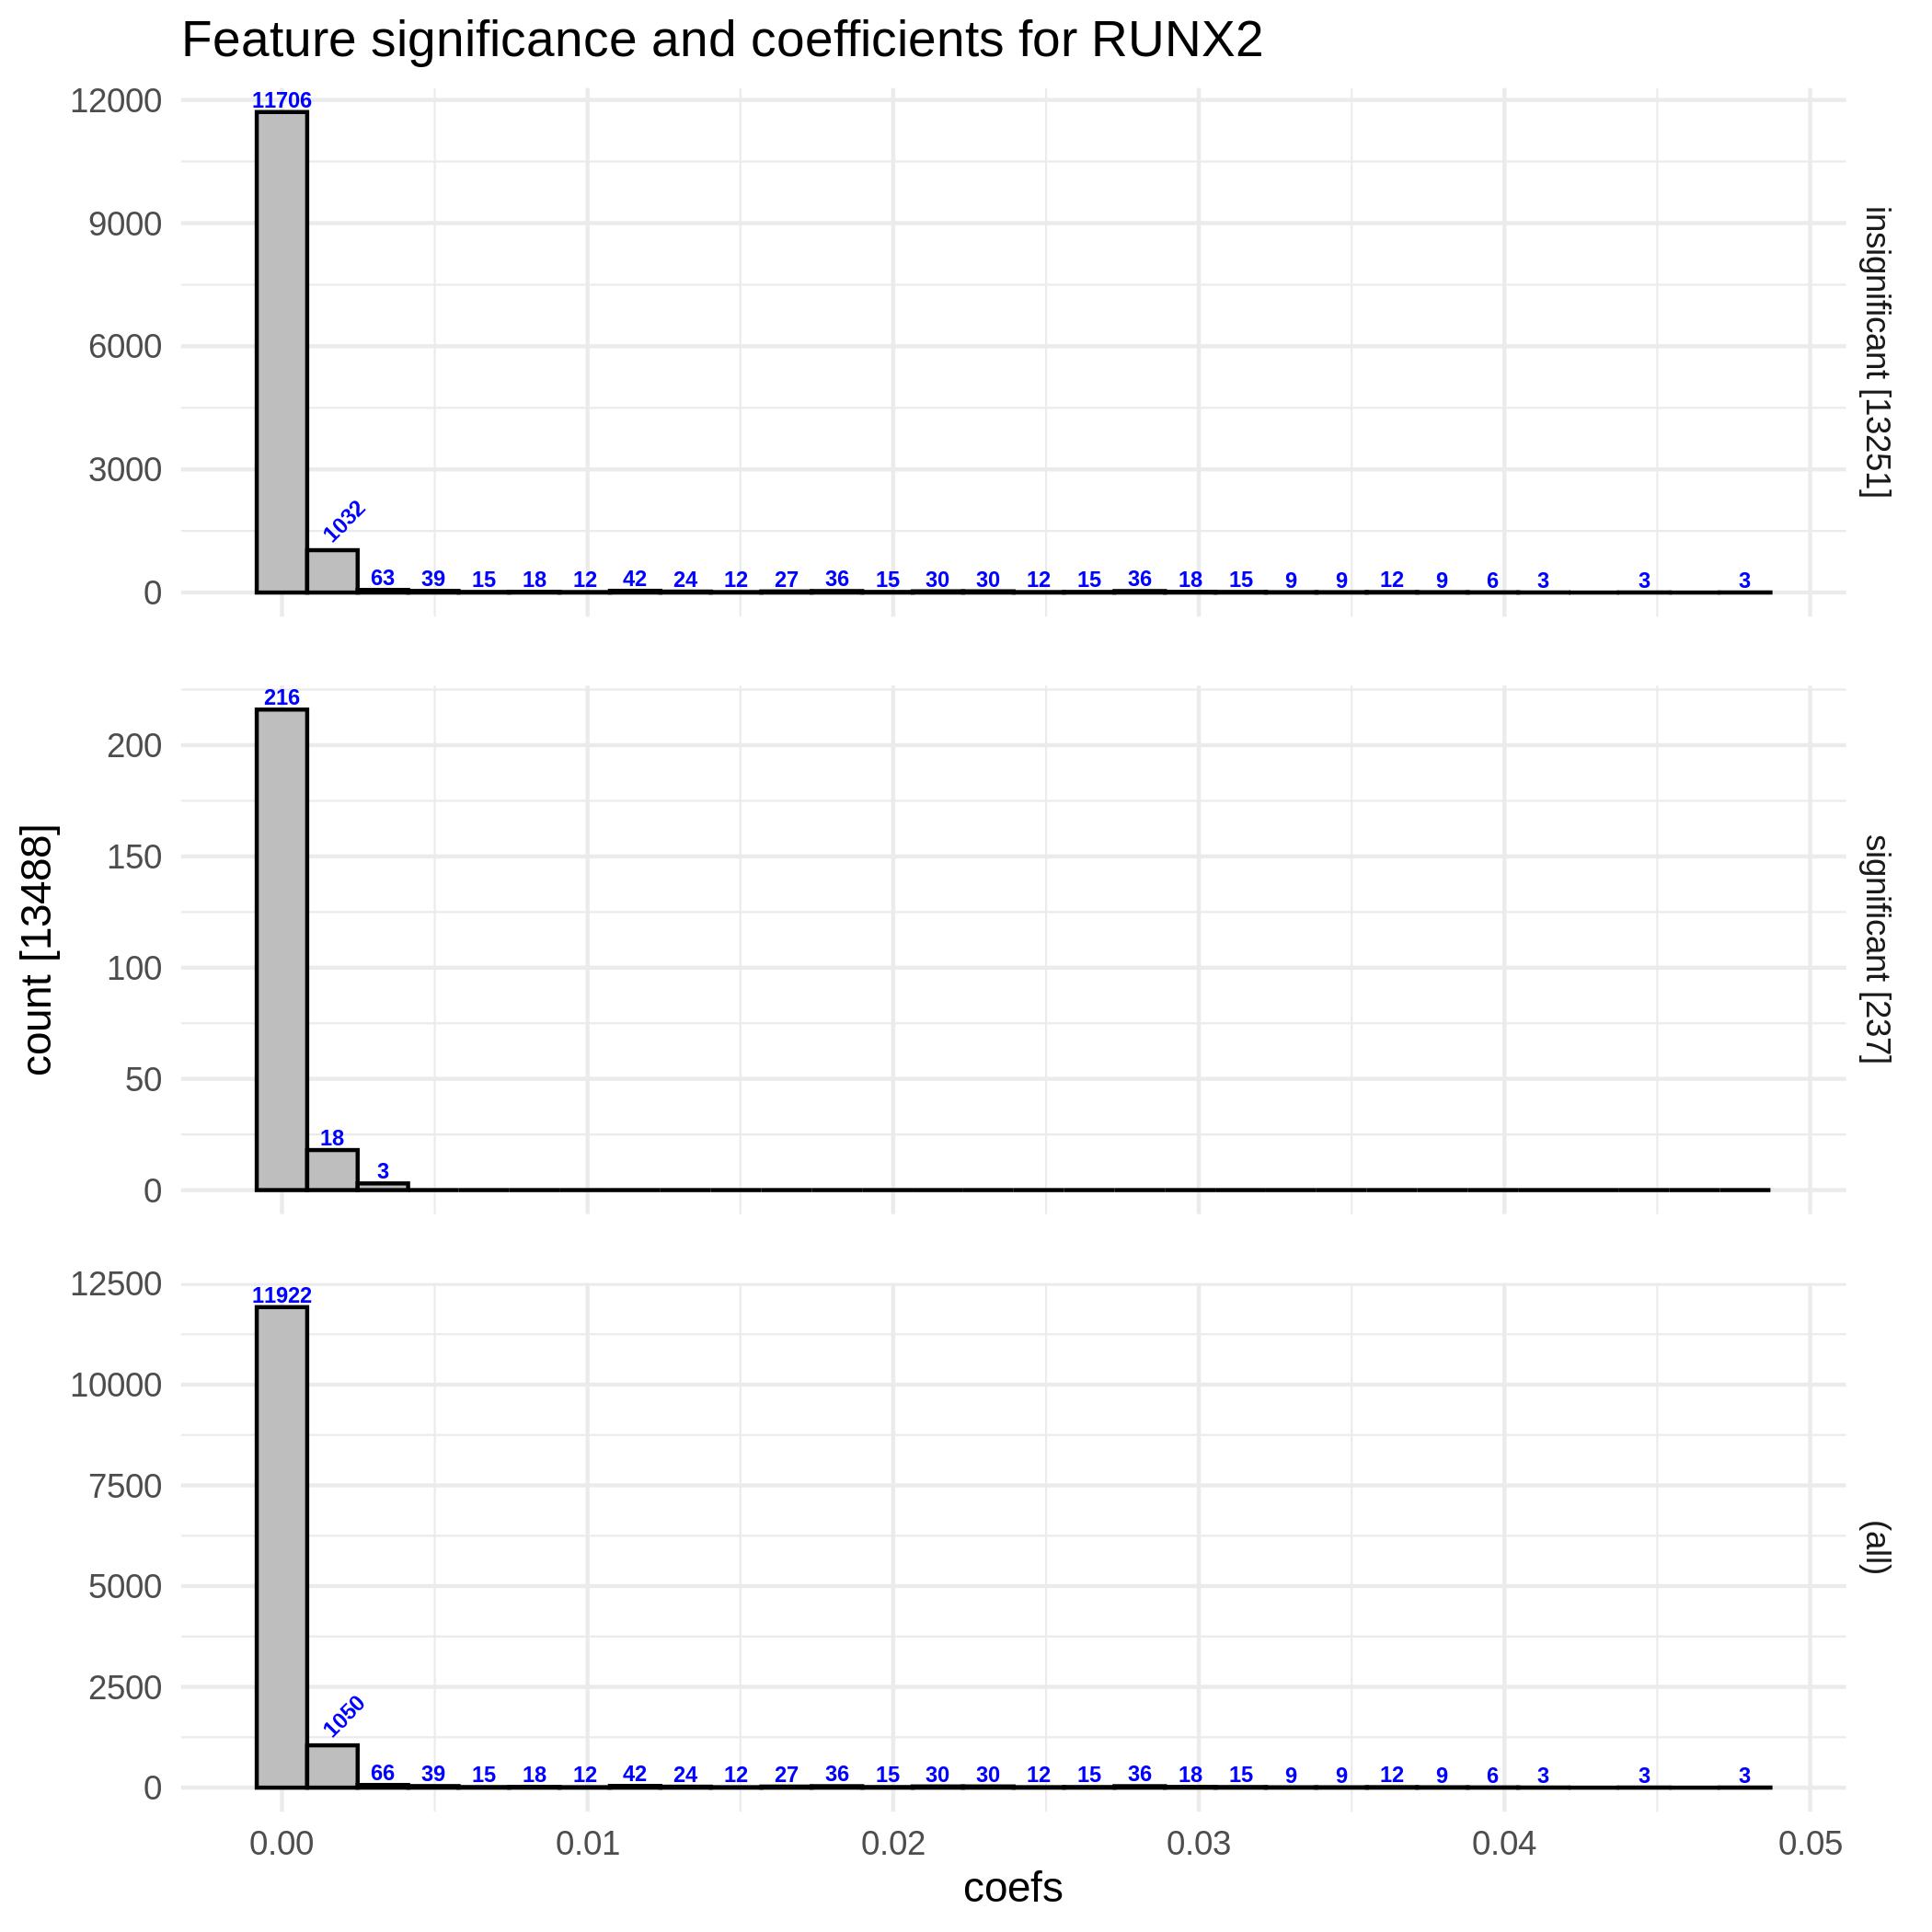 Feature significance and coefficients for RUNX2
12000
9000
6000
3000
0
11706
1032
63 39 15 18 12 42 24 12 27 36 15 30 30 12 15 36 18 15 9 9 12 9 6 3 3 3
insignificant [13251]
count [13488]
200
150
100
50
0
216
18
3
significant [237]
12500
10000
7500
5000
2500
0
11922
1050
66 39 15 18 12 42 24 12 27 36 15 30 30 12 15 36 18 15 9 9 12 9 6 3 3 3
(all)
0.00 0.01 0.02 0.03 0.04 0.05
coefs